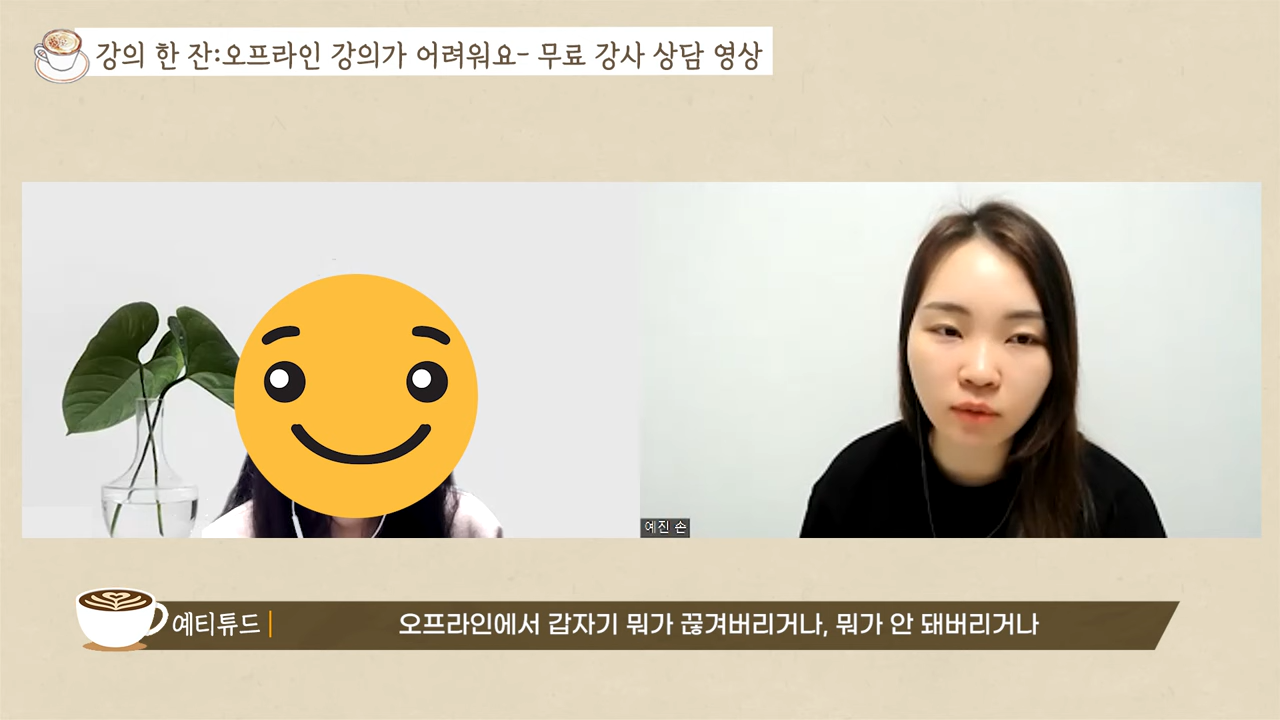 강의 한 잔:오프라인 강의가 어려워요- 무료 강사 상담 영상
예진 손
예티튜드
오프라인에서 갑자기 뭐가 끊겨버리거나, 뭐가 안 돼버리거나